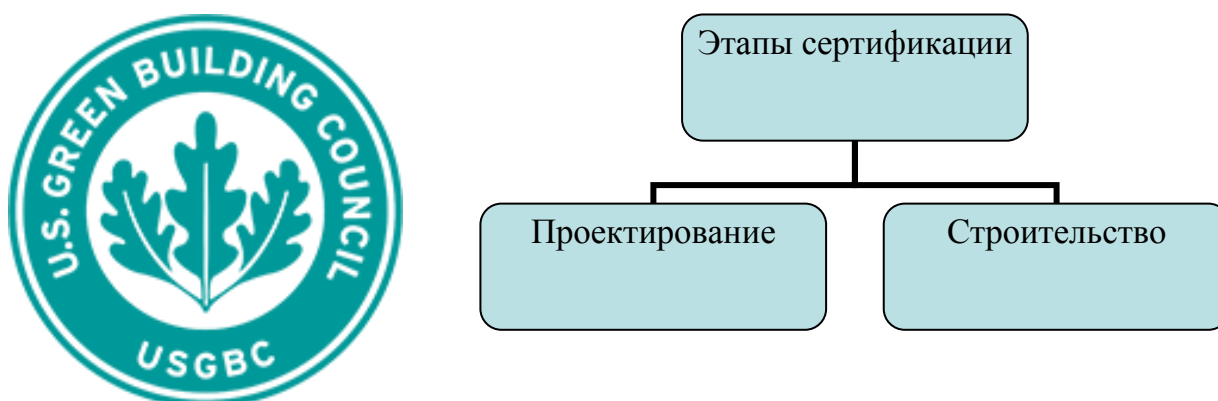 U.S. GREEN BUILDING COUNCIL
USGBC
Этапы сертификации
Проектирование
Строительство